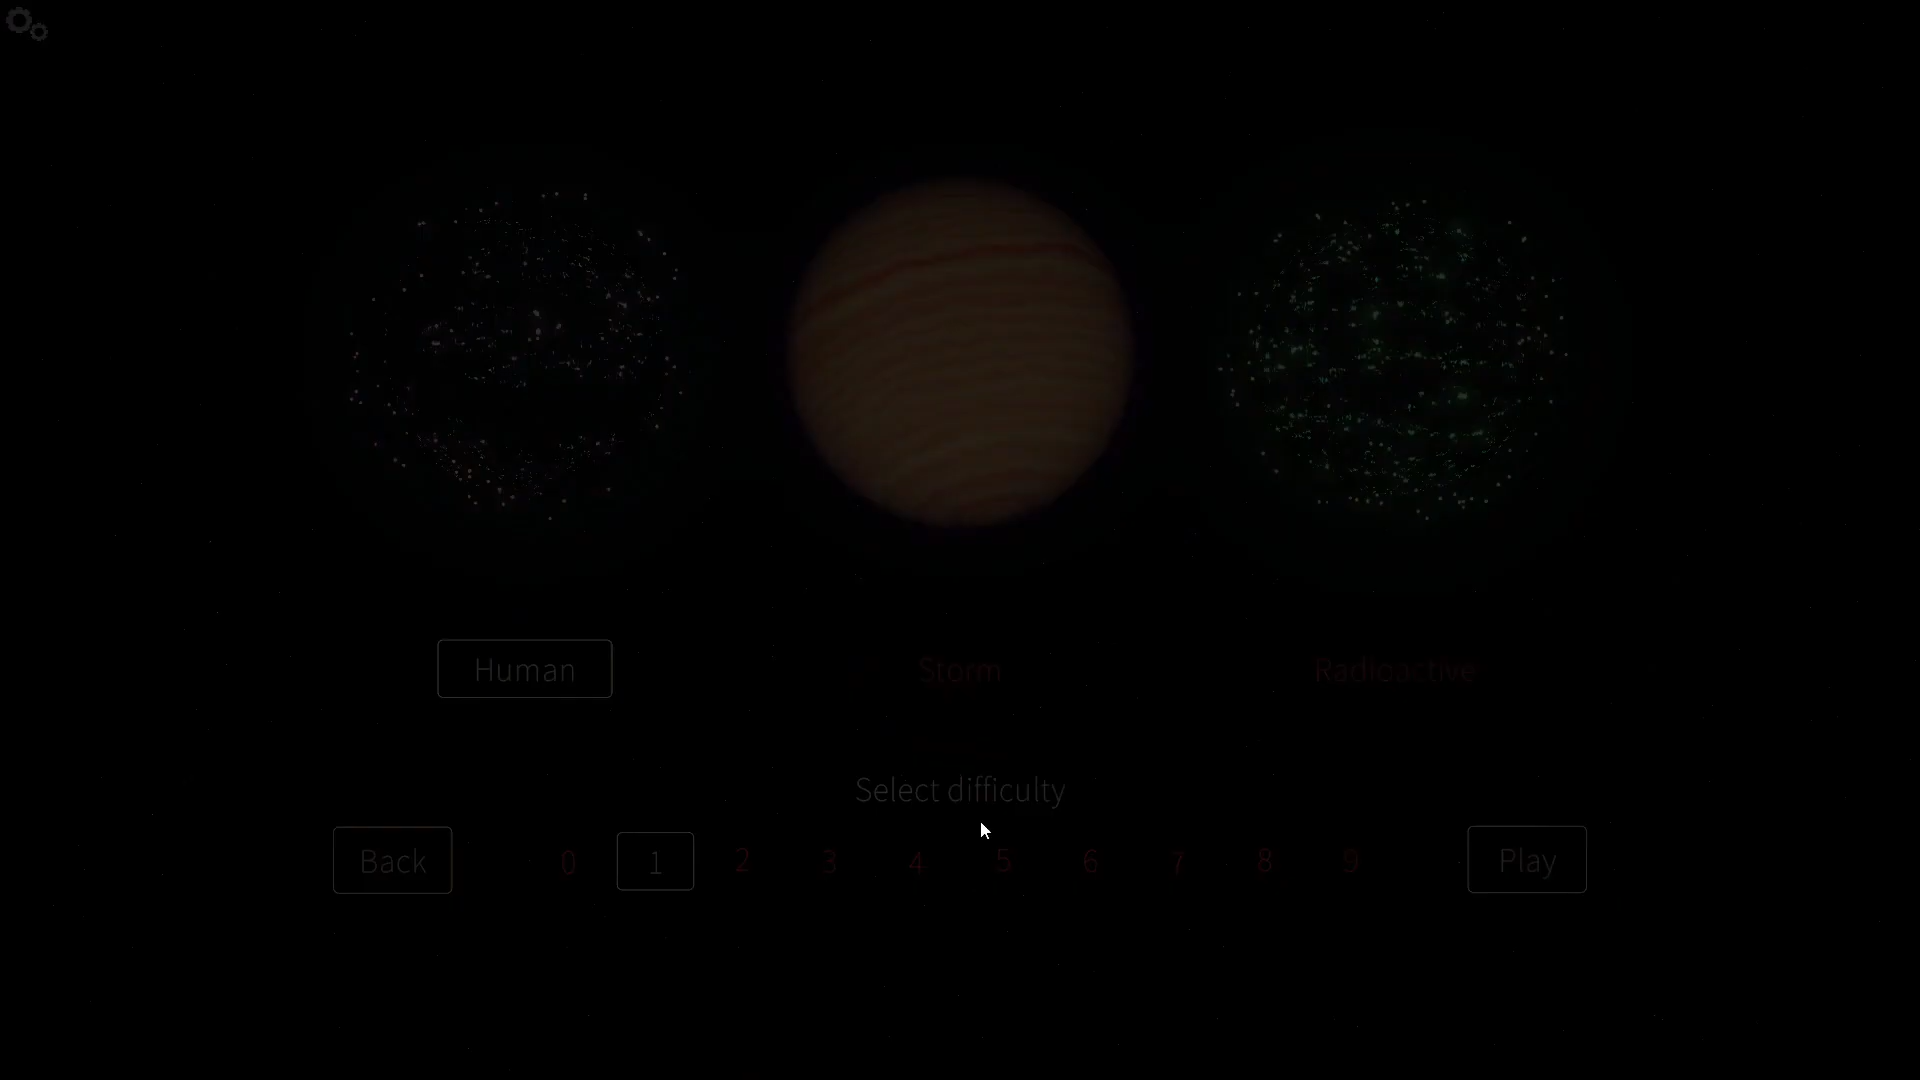 Human Storm Radioactive
Select difficulty
Back 0 1 2 3 4 5 6 7 8 9 Play